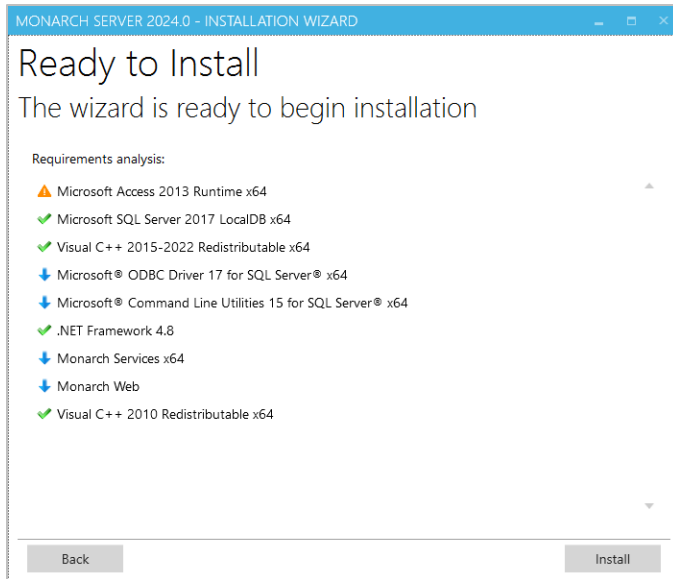 MONARCH SERVER 2024.0 - INSTALLATION WIZARD
Ready to Install
The wizard is ready to begin installation
Requirements analysis:
Microsoft Access 2013 Runtime x64
Microsoft SQL Server 2017 LocalDB x64
Visual C++ 2015-2022 Redistributable x64
Microsoft® ODBC Driver 17 for SQL Server® x64
Microsoft® Command Line Utilities 15 for SQL Server® x64
.NET Framework 4.8
Monarch Services x64
Monarch Web
Visual C++ 2010 Redistributable x64
Back
Install